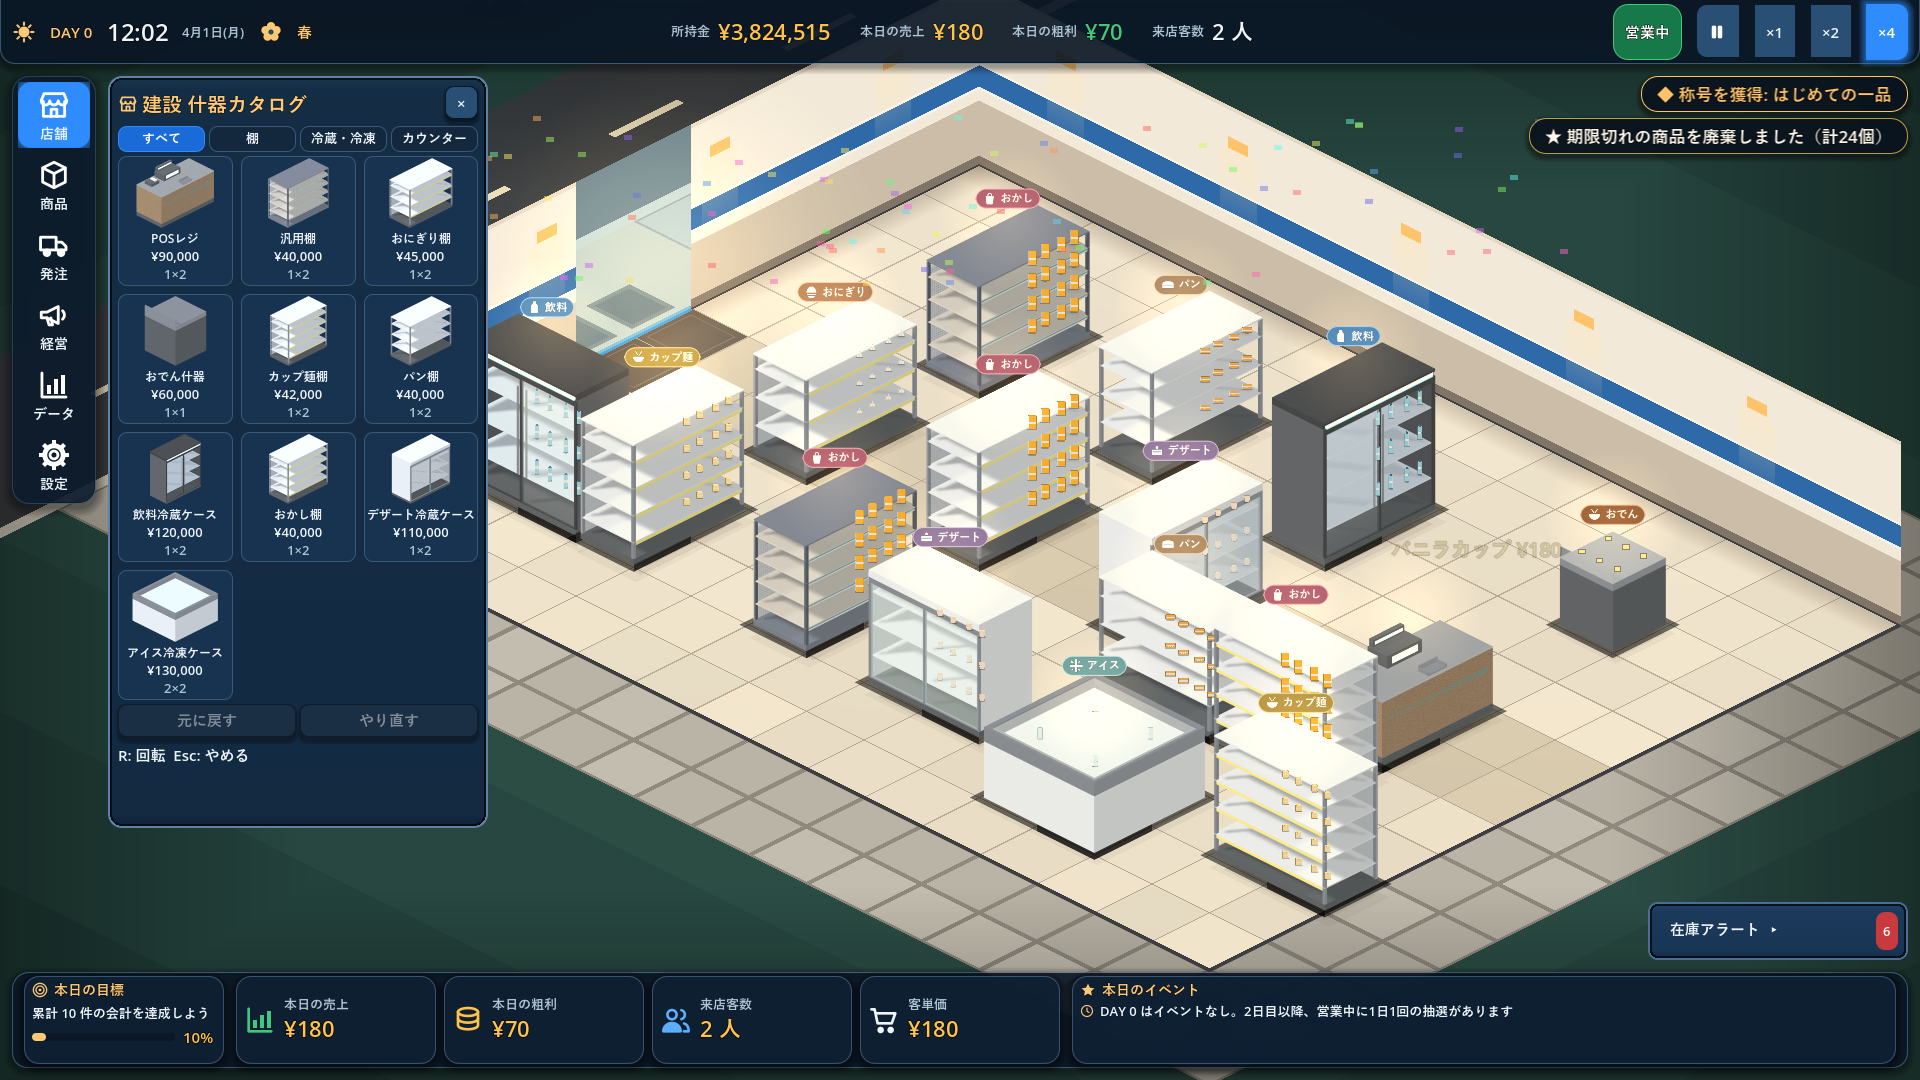 DAY 0 12:02 4月1日(月) 春
所持金 ¥3,824,515 本日の売上 ¥180 本日の粗利 ¥70 来店客数 2 人
営業中 ×1 ×2 ×4
店舗
商品
発注
経営
データ
設定
建設 什器カタログ ×
すべて 棚 冷蔵・冷凍 カウンター
POSレジ
¥90,000
1×2
汎用棚
¥40,000
1×2
おにぎり棚
¥45,000
1×2
おでん什器
¥60,000
1×1
カップ麺棚
¥42,000
1×2
パン棚
¥40,000
1×2
飲料冷蔵ケース
¥120,000
1×2
おかし棚
¥40,000
1×2
デザート冷蔵ケース
¥110,000
1×2
アイス冷凍ケース
¥130,000
2×2
元に戻す やり直す
R: 回転 Esc: やめる
◆ 称号を獲得: はじめての一品
★ 期限切れの商品を廃棄しました（計24個）
おかし
おにぎり
パン
飲料
飲料
カップ麺
おかし
おかし
デザート
デザート
パン
おでん
バニラカップ ¥180
おかし
アイス
カップ麺
在庫アラート ▸ 6
本日の目標
累計 10 件の会計を達成しよう
10%
本日の売上
¥180
本日の粗利
¥70
来店客数
2 人
客単価
¥180
★ 本日のイベント
DAY 0 はイベントなし。2日目以降、営業中に1日1回の抽選があります